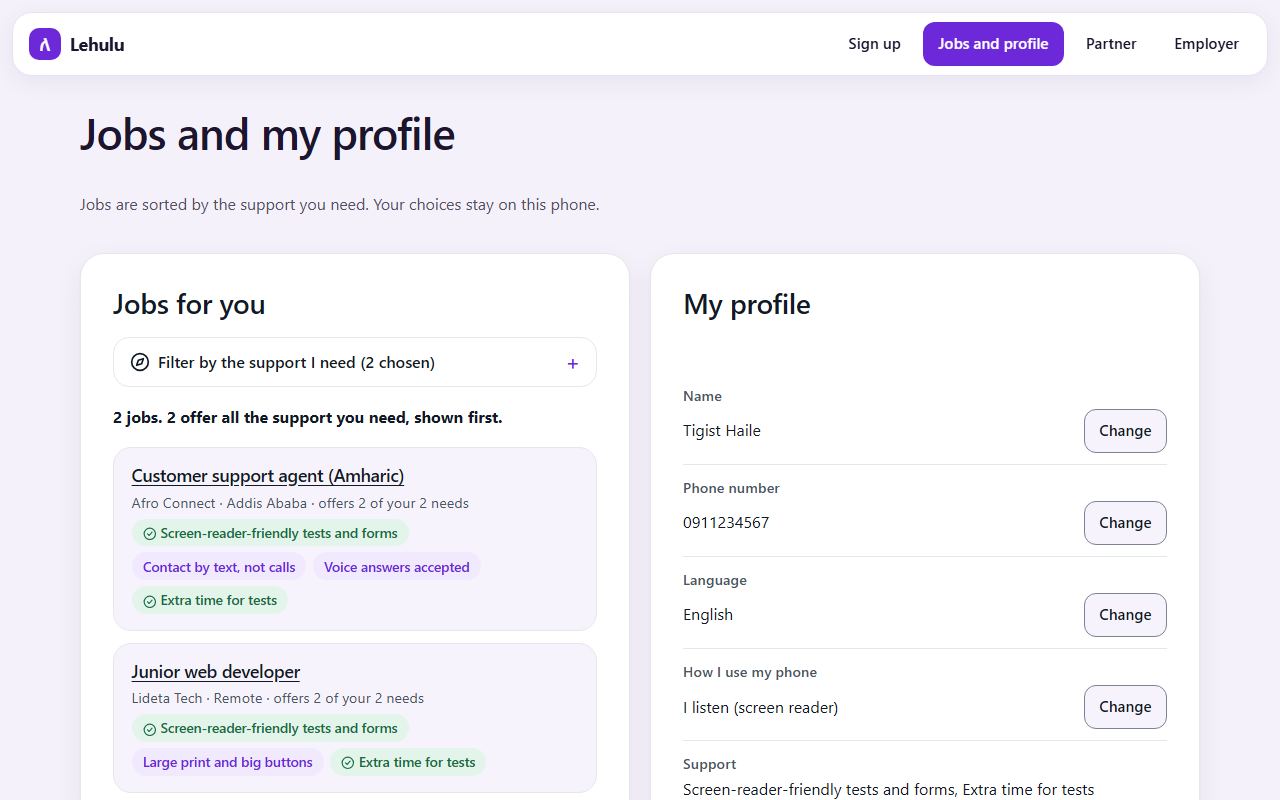 Lehulu
Sign up
Jobs and profile
Partner
Employer
Jobs and my profile
Jobs are sorted by the support you need. Your choices stay on this phone.
Jobs for you
Filter by the support I need (2 chosen)
+
2 jobs. 2 offer all the support you need, shown first.
Customer support agent (Amharic)
Afro Connect · Addis Ababa · offers 2 of your 2 needs
Screen-reader-friendly tests and forms
Contact by text, not calls
Voice answers accepted
Extra time for tests
Junior web developer
Lideta Tech · Remote · offers 2 of your 2 needs
Screen-reader-friendly tests and forms
Large print and big buttons
Extra time for tests
My profile
Name
Tigist Haile
Change
Phone number
0911234567
Change
Language
English
Change
How I use my phone
I listen (screen reader)
Change
Support
Screen-reader-friendly tests and forms, Extra time for tests